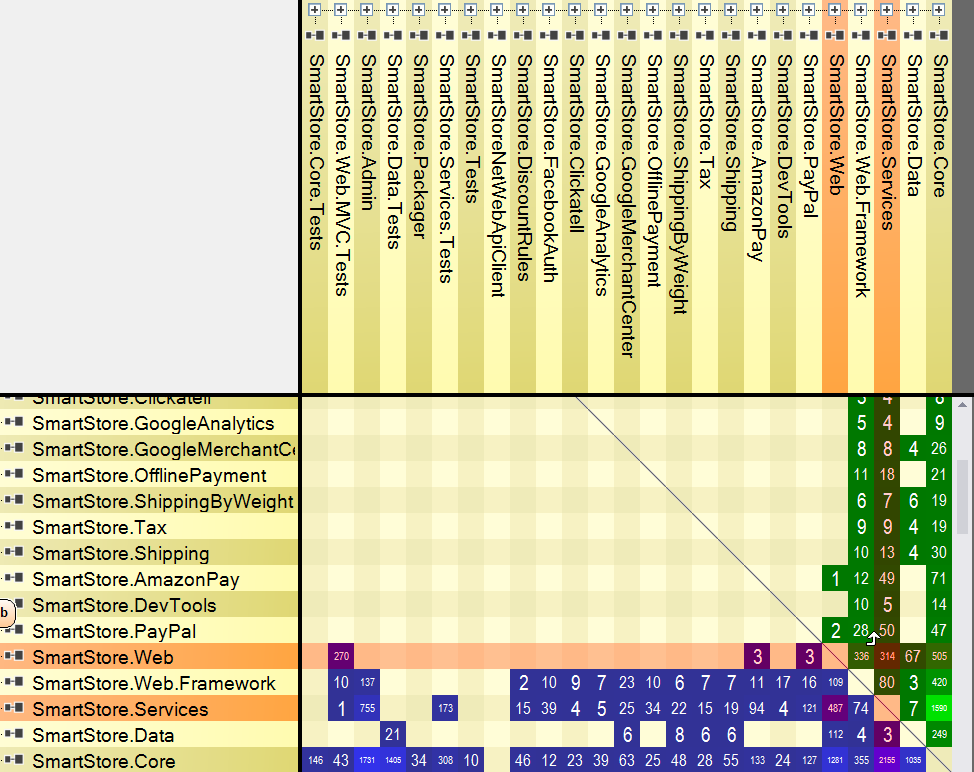 SmartStore.Core.Tests
SmartStore.Web.MVC.Tests
SmartStore.Admin
SmartStore.Data.Tests
SmartStore.Packager
SmartStore.Services.Tests
SmartStore.Tests
SmartStoreNetWebApiClient
SmartStore.DiscountRules
SmartStore.FacebookAuth
SmartStore.Clickatell
SmartStore.GoogleAnalytics
SmartStore.GoogleMerchantCenter
SmartStore.OfflinePayment
SmartStore.ShippingByWeight
SmartStore.Tax
SmartStore.Shipping
SmartStore.AmazonPay
SmartStore.DevTools
SmartStore.PayPal
SmartStore.Web
SmartStore.Web.Framework
SmartStore.Services
SmartStore.Data
SmartStore.Core
SmartStore.Clickatell 4
SmartStore.GoogleAnalytics 5 4 9
SmartStore.GoogleMerchantCe 8 8 4 26
SmartStore.OfflinePayment 11 18 21
SmartStore.ShippingByWeight 6 7 6 19
SmartStore.Tax 9 9 4 19
SmartStore.Shipping 10 13 4 30
SmartStore.AmazonPay 1 12 49 71
SmartStore.DevTools 10 5 14
b
SmartStore.PayPal 2 28 50 47
SmartStore.Web 270 3 3 336 314 67 505
SmartStore.Web.Framework 10 137 2 10 9 7 23 10 6 7 7 11 17 16 109 80 3 420
SmartStore.Services 1 755 173 15 39 4 5 25 34 22 15 19 94 4 121 487 74 7 1590
SmartStore.Data 21 6 8 6 6 112 4 3 249
SmartStore.Core 146 43 1731 1405 34 308 10 46 12 23 39 63 25 48 28 55 133 24 127 1281 355 2155 1035